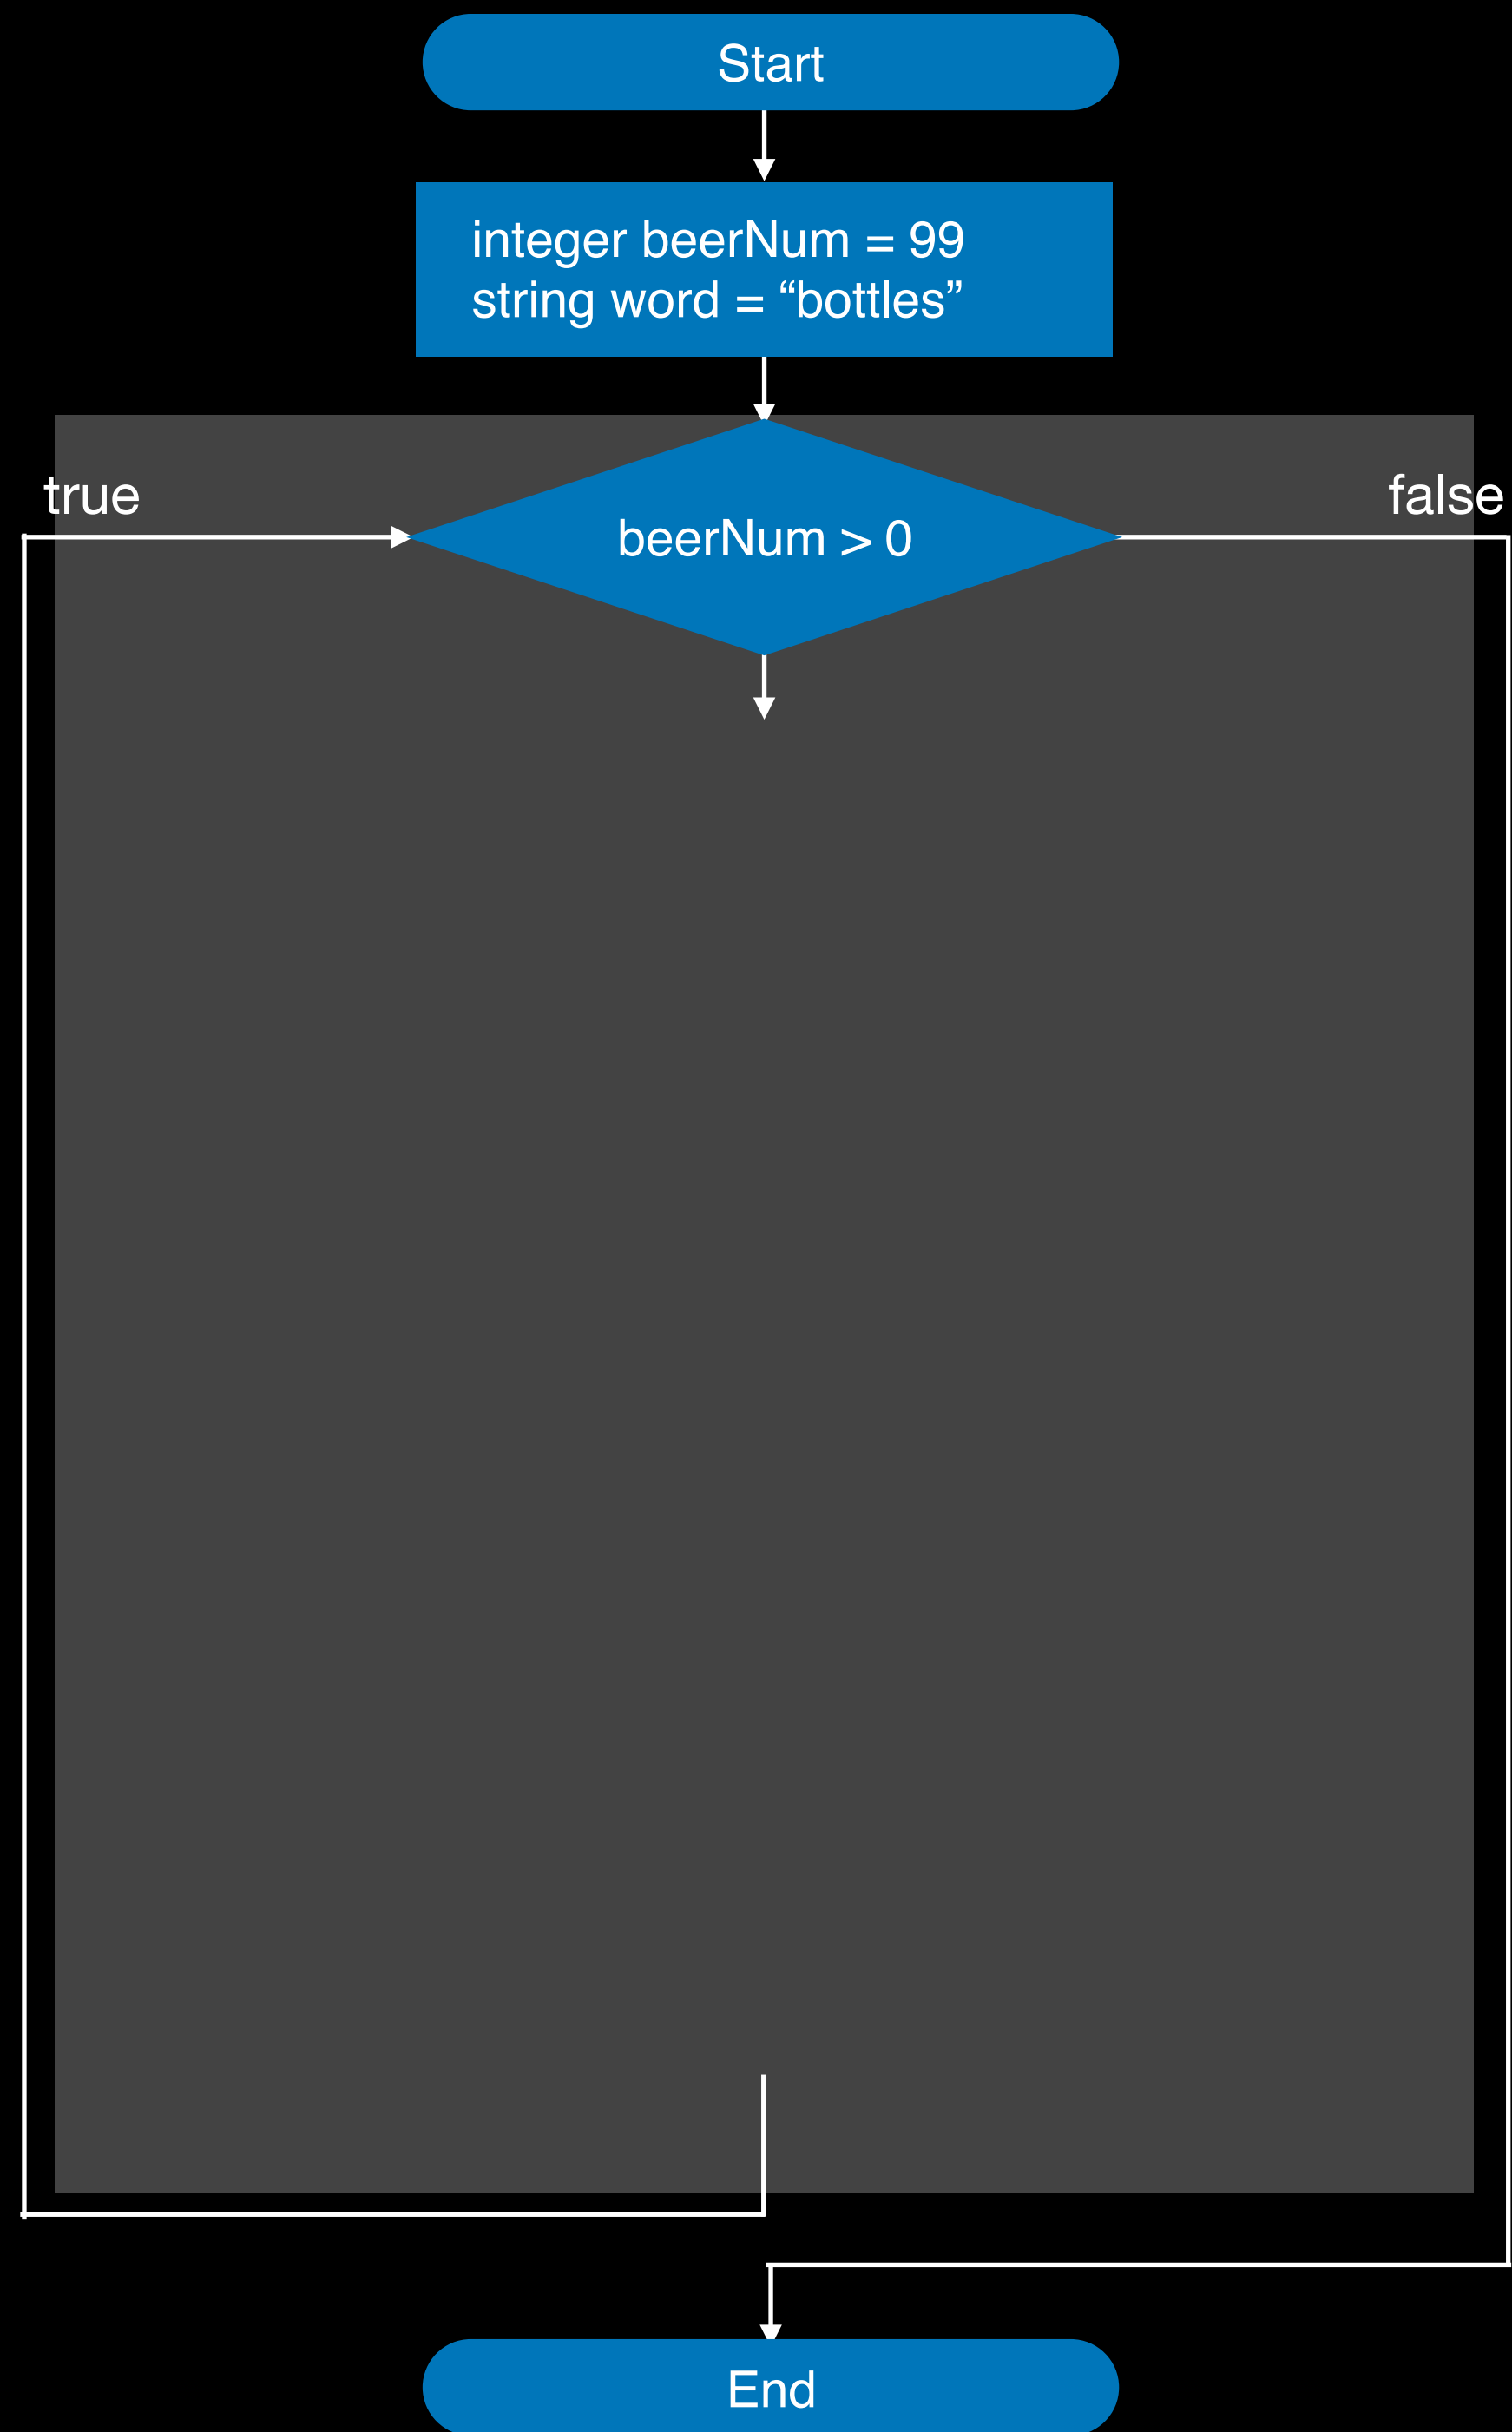 Start
integer beerNum = 99
string word = “bottles”
true
false
beerNum > 0
End